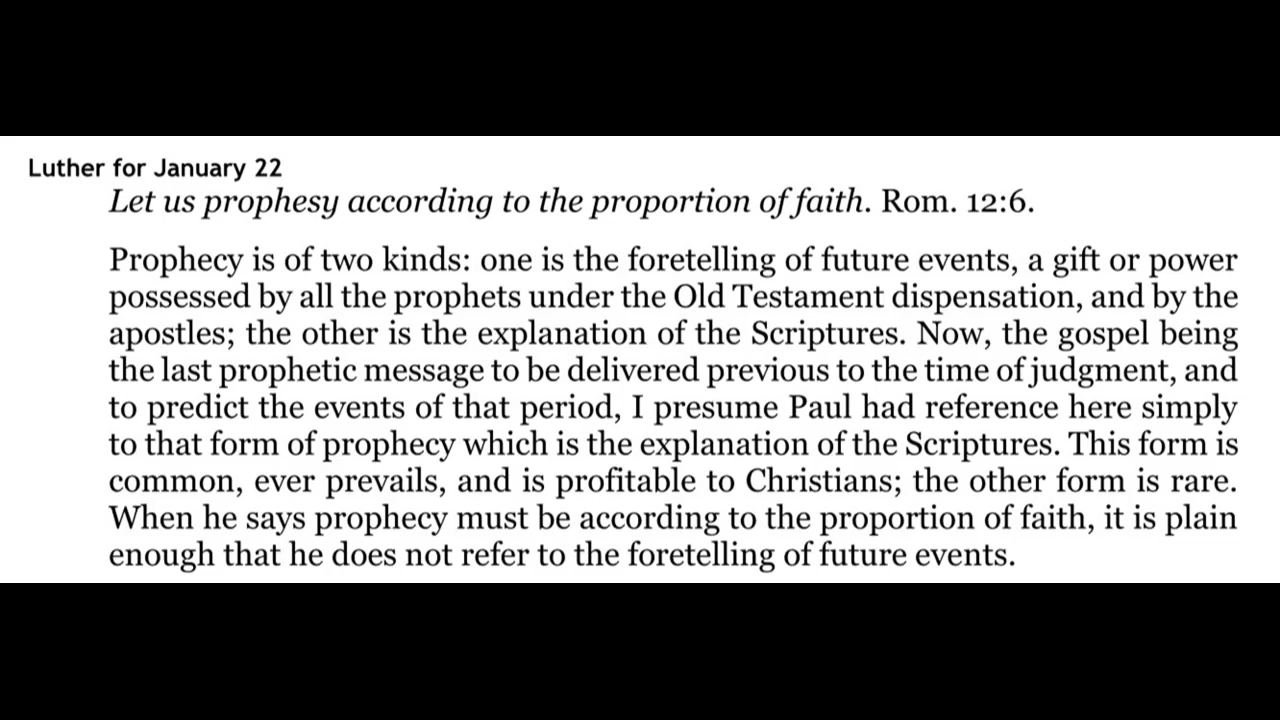 Luther for January 22
Let us prophesy according to the proportion of faith. Rom. 12:6.
Prophecy is of two kinds: one is the foretelling of future events, a gift or power
possessed by all the prophets under the Old Testament dispensation, and by the
apostles; the other is the explanation of the Scriptures. Now, the gospel being
the last prophetic message to be delivered previous to the time of judgment, and
to predict the events of that period, I presume Paul had reference here simply
to that form of prophecy which is the explanation of the Scriptures. This form is
common, ever prevails, and is profitable to Christians; the other form is rare.
When he says prophecy must be according to the proportion of faith, it is plain
enough that he does not refer to the foretelling of future events.